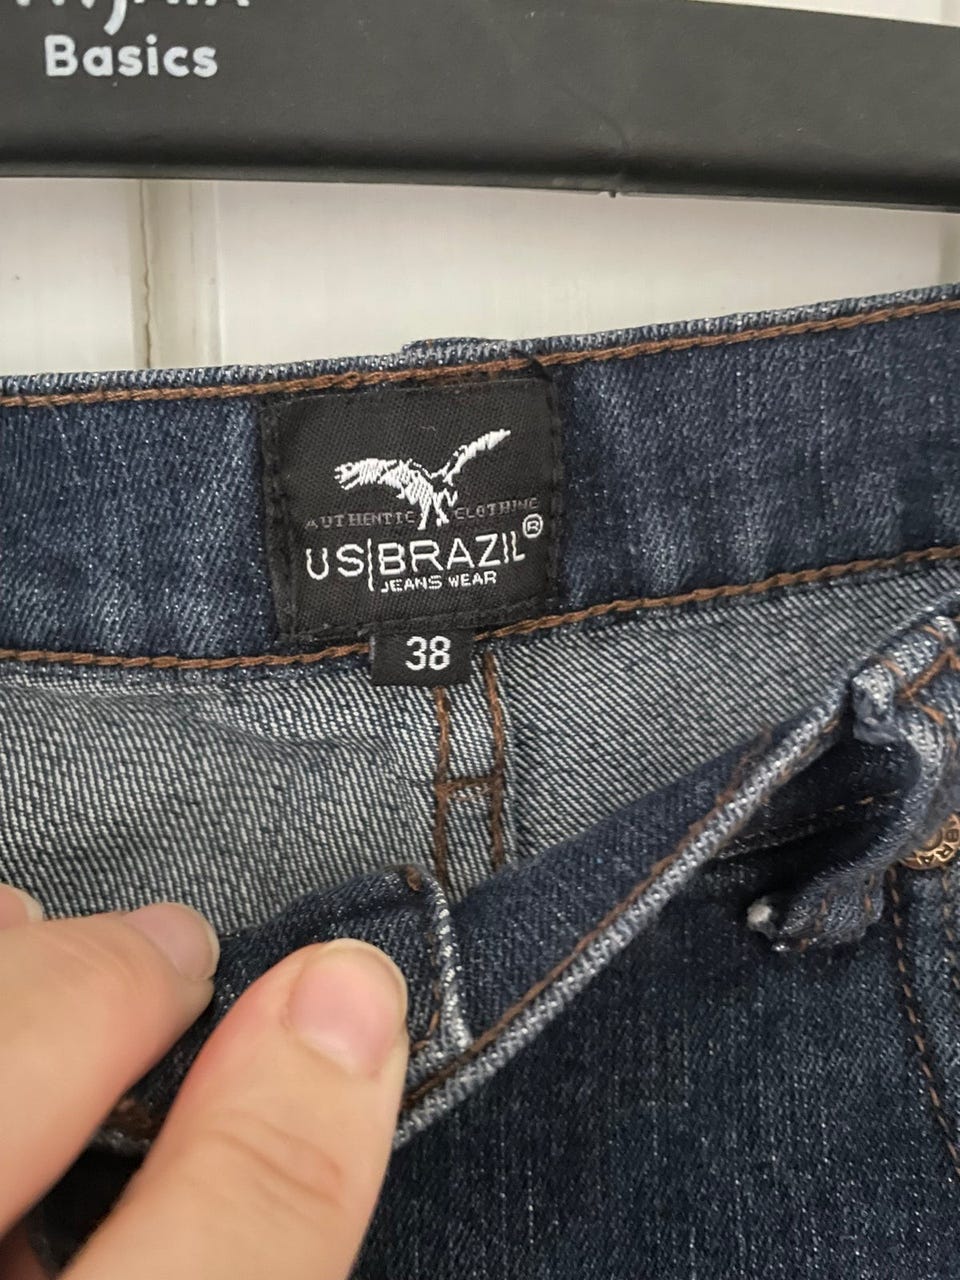 Basics
AUTHENTIC CLOTHING
US|BRAZIL®
JEANS WEAR
38